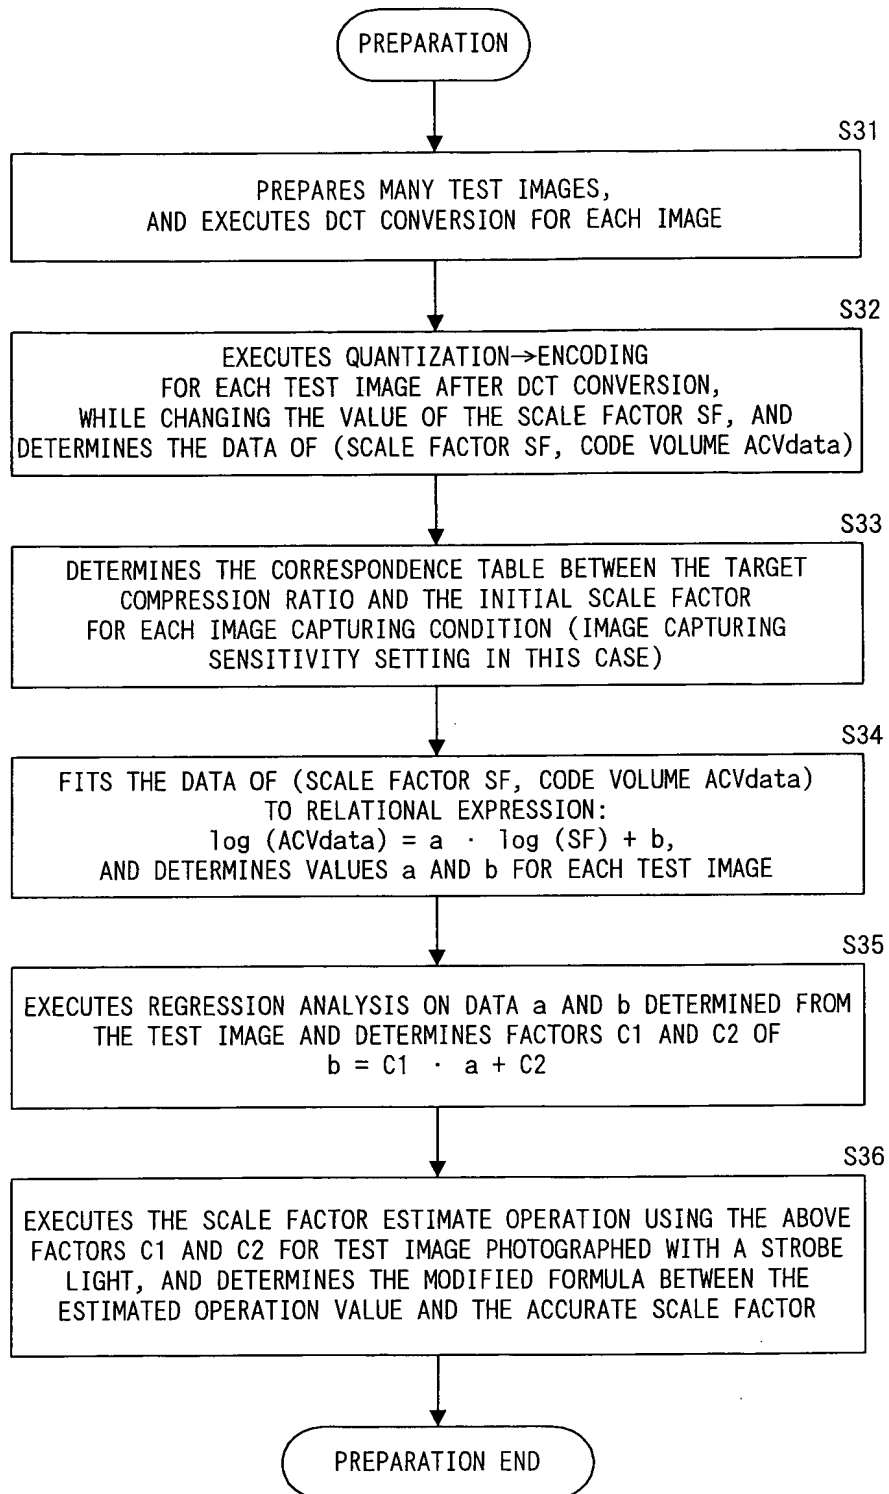 PREPARATION
S31
PREPARES MANY TEST IMAGES,
AND EXECUTES DCT CONVERSION FOR EACH IMAGE
S32
EXECUTES QUANTIZATION→ENCODING
FOR EACH TEST IMAGE AFTER DCT CONVERSION,
WHILE CHANGING THE VALUE OF THE SCALE FACTOR SF, AND
DETERMINES THE DATA OF (SCALE FACTOR SF, CODE VOLUME ACVdata)
S33
DETERMINES THE CORRESPONDENCE TABLE BETWEEN THE TARGET
COMPRESSION RATIO AND THE INITIAL SCALE FACTOR
FOR EACH IMAGE CAPTURING CONDITION (IMAGE CAPTURING
SENSITIVITY SETTING IN THIS CASE)
S34
FITS THE DATA OF (SCALE FACTOR SF, CODE VOLUME ACVdata)
TO RELATIONAL EXPRESSION:
log (ACVdata) = a · log (SF) + b,
AND DETERMINES VALUES a AND b FOR EACH TEST IMAGE
S35
EXECUTES REGRESSION ANALYSIS ON DATA a AND b DETERMINED FROM
THE TEST IMAGE AND DETERMINES FACTORS C1 AND C2 OF
b = C1 · a + C2
S36
EXECUTES THE SCALE FACTOR ESTIMATE OPERATION USING THE ABOVE
FACTORS C1 AND C2 FOR TEST IMAGE PHOTOGRAPHED WITH A STROBE
LIGHT, AND DETERMINES THE MODIFIED FORMULA BETWEEN THE
ESTIMATED OPERATION VALUE AND THE ACCURATE SCALE FACTOR
PREPARATION END